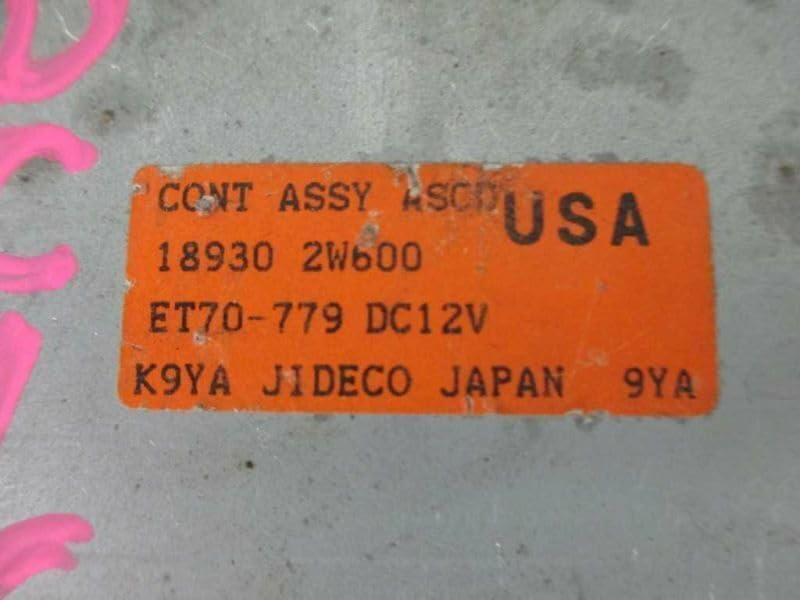 CONT ASSY ASCD USA
18930 2W600
ET70-779 DC12V
K9YA JIDECO JAPAN 9YA